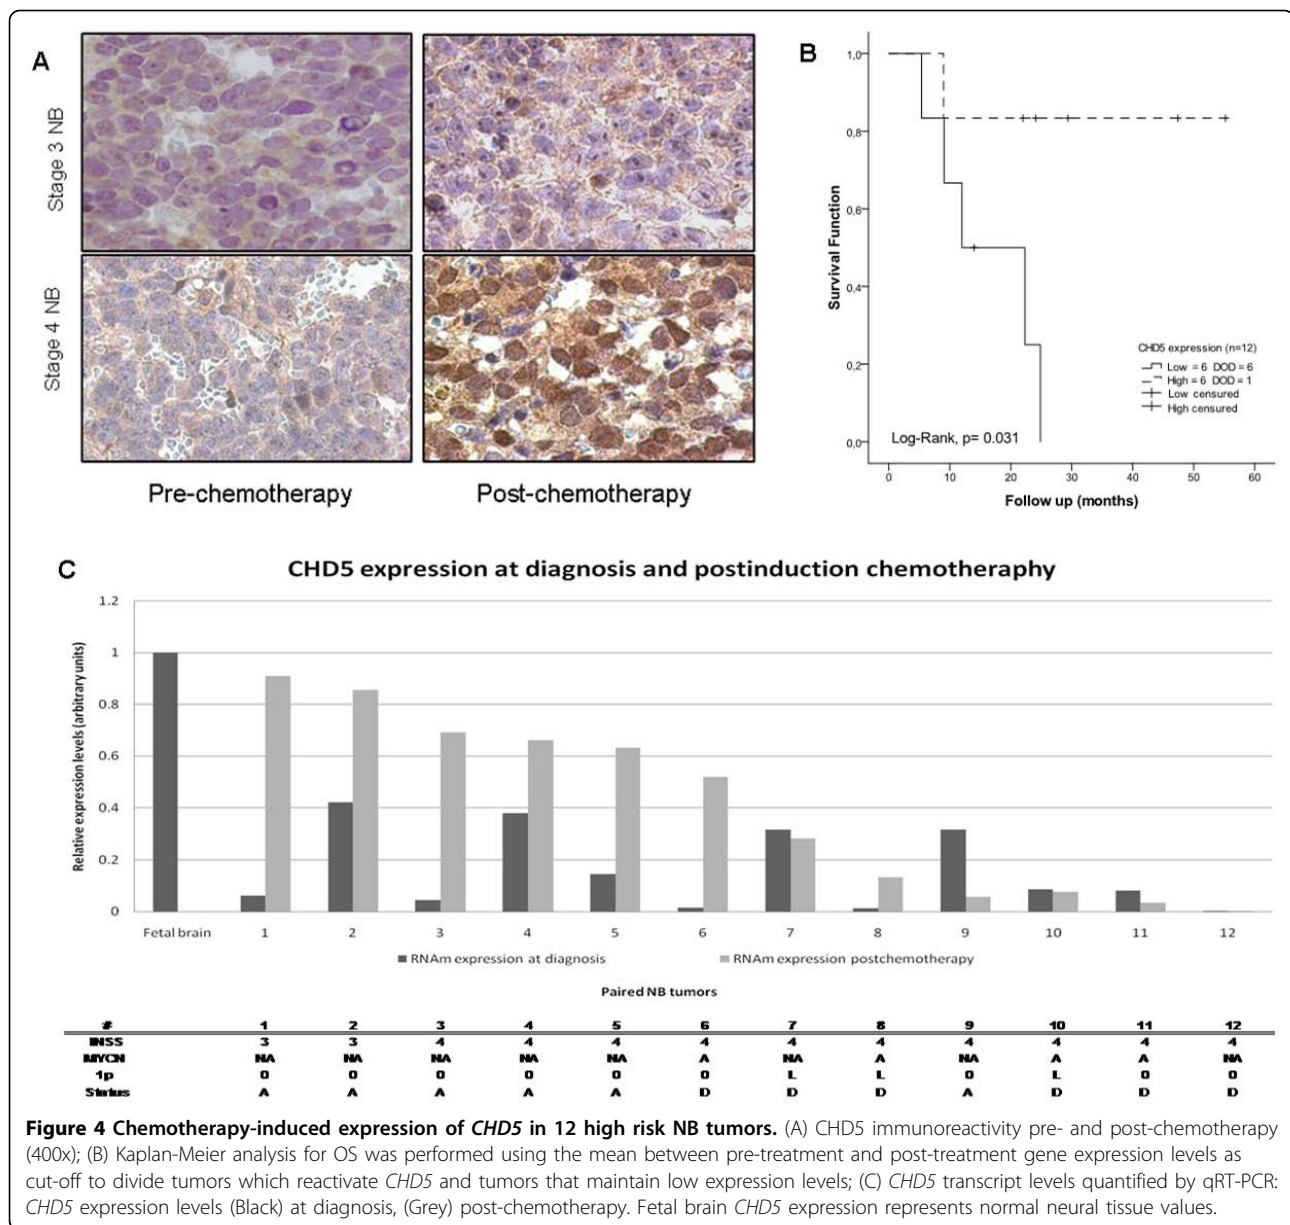 A
Stage 3 NB
Stage 4 NB
Pre-chemotherapy
Post-chemotherapy
B
Survival Function
1,0
0,8
0,6
0,4
0,2
0,0
CHD5 expression (n=12)
Low = 6 DOD = 6
High = 6 DOD = 1
Low censured
High censured
Log-Rank, p= 0.031
0 10 20 30 40 50 60
Follow up (months)
C
CHD5 expression at diagnosis and postinduction chemotheraphy
Relative expression levels (arbitrary units)
1.2
1
0.8
0.6
0.4
0.2
0
Fetal brain 1 2 3 4 5 6 7 8 9 10 11 12
RNAm expression at diagnosis RNAm expression postchemotherapy
Paired NB tumors
# 1 2 3 4 5 6 7 8 9 10 11 12
INSS 3 3 4 4 4 4 4 4 4 4 4 4
MYCN NA NA NA NA NA A NA A NA A A NA
1p 0 0 0 0 0 0 L L 0 L 0 0
Status A A A A A D D D A D D D
Figure 4 Chemotherapy-induced expression of CHD5 in 12 high risk NB tumors. (A) CHD5 immunoreactivity pre- and post-chemotherapy
(400x); (B) Kaplan-Meier analysis for OS was performed using the mean between pre-treatment and post-treatment gene expression levels as
cut-off to divide tumors which reactivate CHD5 and tumors that maintain low expression levels; (C) CHD5 transcript levels quantified by qRT-PCR:
CHD5 expression levels (Black) at diagnosis, (Grey) post-chemotherapy. Fetal brain CHD5 expression represents normal neural tissue values.